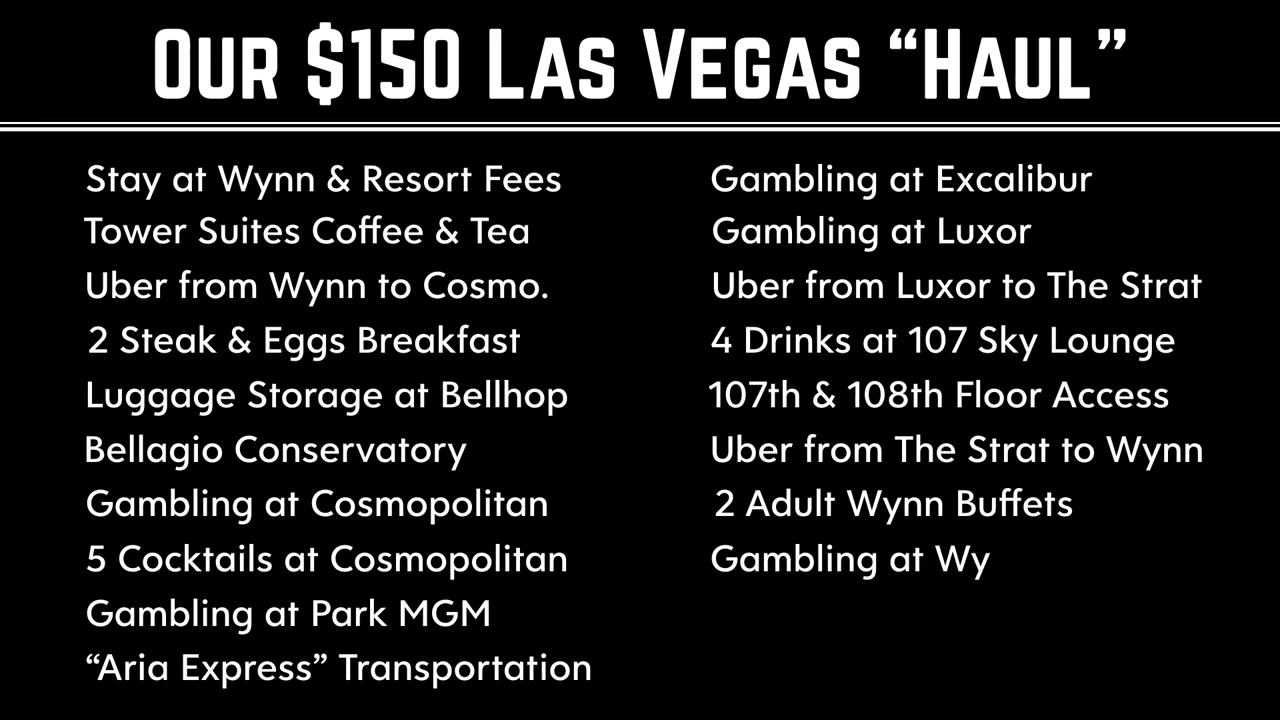 Our $150 Las Vegas “Haul”
Stay at Wynn & Resort Fees
Tower Suites Coffee & Tea
Uber from Wynn to Cosmo.
2 Steak & Eggs Breakfast
Luggage Storage at Bellhop
Bellagio Conservatory
Gambling at Cosmopolitan
5 Cocktails at Cosmopolitan
Gambling at Park MGM
“Aria Express” Transportation
Gambling at Excalibur
Gambling at Luxor
Uber from Luxor to The Strat
4 Drinks at 107 Sky Lounge
107th & 108th Floor Access
Uber from The Strat to Wynn
2 Adult Wynn Buffets
Gambling at Wy